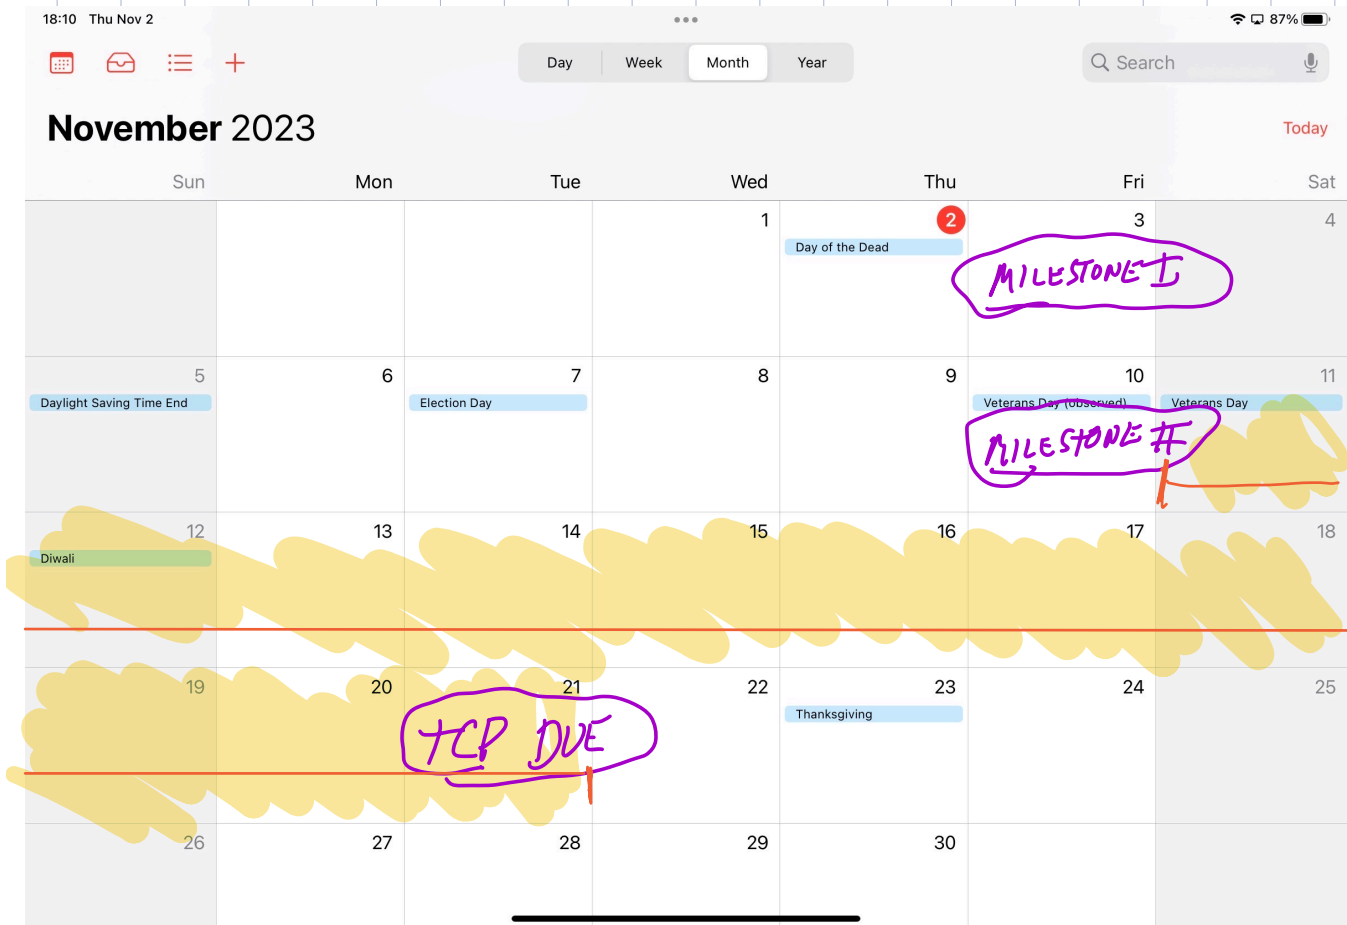 18:10 Thu Nov 2
87%
Day Week Month Year
Search
November 2023
Today
Sun Mon Tue Wed Thu Fri Sat
1 2 3 4
Day of the Dead
MILESTONE I
5 6 7 8 9 10 11
Daylight Saving Time End Election Day Veterans Day (observed) Veterans Day
MILESTONE II
12 13 14 15 16 17 18
Diwali
19 20 21 22 23 24 25
Thanksgiving
TCP DUE
26 27 28 29 30